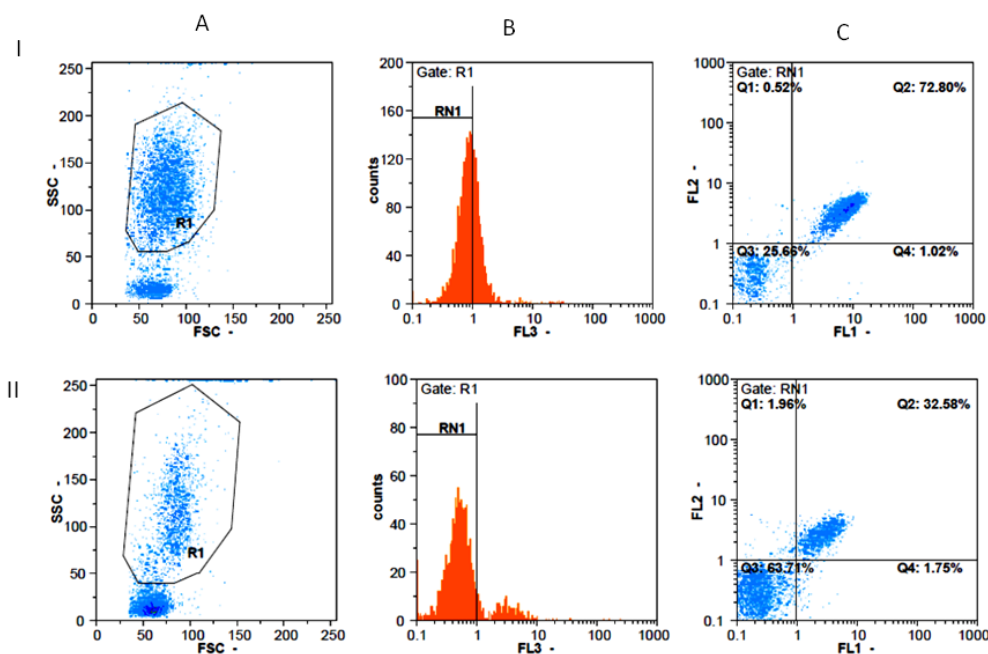 A
B
C
I
250
200
150
100
50
0
SSC -
R1
0 50 100 150 200 250
FSC -
Gate: R1
RN1
200
160
120
80
40
0
counts
0.1 1 10 100 1000
FL3 -
Gate: RN1
Q1: 0.52%
Q2: 72.80%
Q3: 25.66%
Q4: 1.02%
1000
100
10
1
0.1
FL2 -
0.1 1 10 100 1000
FL1 -
II
250
200
150
100
50
0
SSC -
R1
0 50 100 150 200 250
FSC -
Gate: R1
RN1
100
80
60
40
20
0
counts
0.1 1 10 100 1000
FL3 -
Gate: RN1
Q1: 1.96%
Q2: 32.58%
Q3: 63.71%
Q4: 1.75%
1000
100
10
1
0.1
FL2 -
0.1 1 10 100 1000
FL1 -